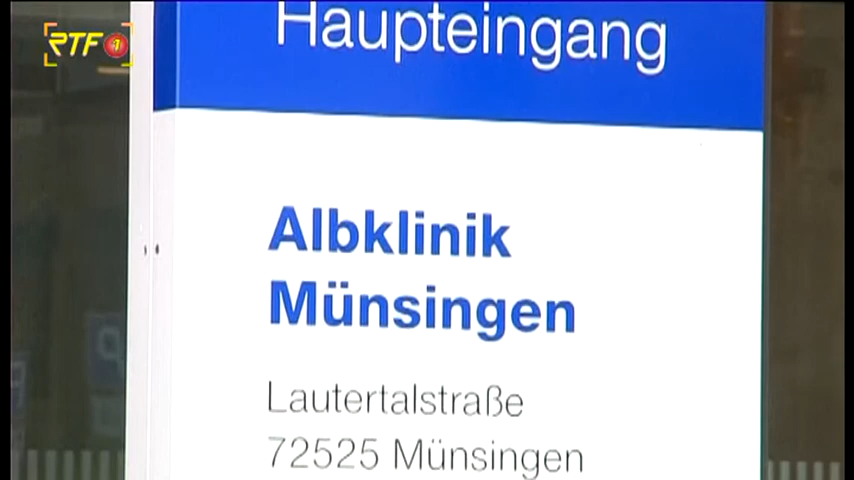 RTF 1
Haupteingang
Albklinik
Münsingen
Lautertalstraße
72525 Münsingen